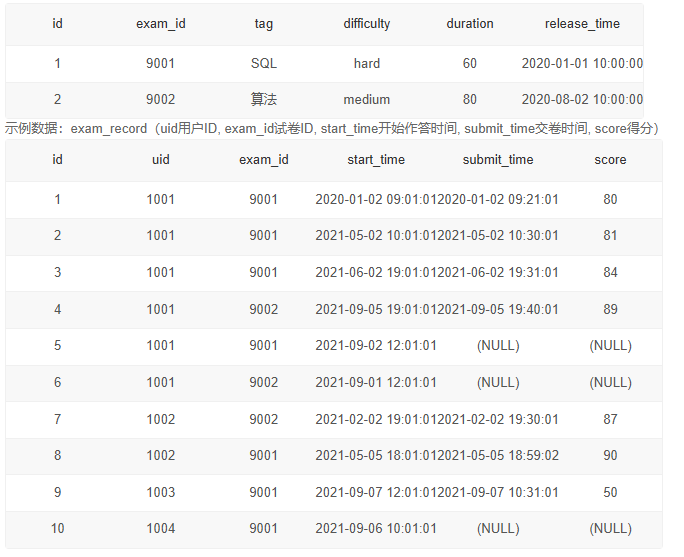 id exam_id tag difficulty duration release_time
1 9001 SQL hard 60 2020-01-01 10:00:00
2 9002 算法 medium 80 2020-08-02 10:00:00
示例数据：exam_record（uid用户ID, exam_id试卷ID, start_time开始作答时间, submit_time交卷时间, score得分）
id uid exam_id start_time submit_time score
1 1001 9001 2020-01-02 09:01:01 2020-01-02 09:21:01 80
2 1001 9001 2021-05-02 10:01:01 2021-05-02 10:30:01 81
3 1001 9001 2021-06-02 19:01:01 2021-06-02 19:31:01 84
4 1001 9002 2021-09-05 19:01:01 2021-09-05 19:40:01 89
5 1001 9001 2021-09-02 12:01:01 (NULL) (NULL)
6 1001 9002 2021-09-01 12:01:01 (NULL) (NULL)
7 1002 9002 2021-02-02 19:01:01 2021-02-02 19:30:01 87
8 1002 9001 2021-05-05 18:01:01 2021-05-05 18:59:02 90
9 1003 9001 2021-09-07 12:01:01 2021-09-07 10:31:01 50
10 1004 9001 2021-09-06 10:01:01 (NULL) (NULL)